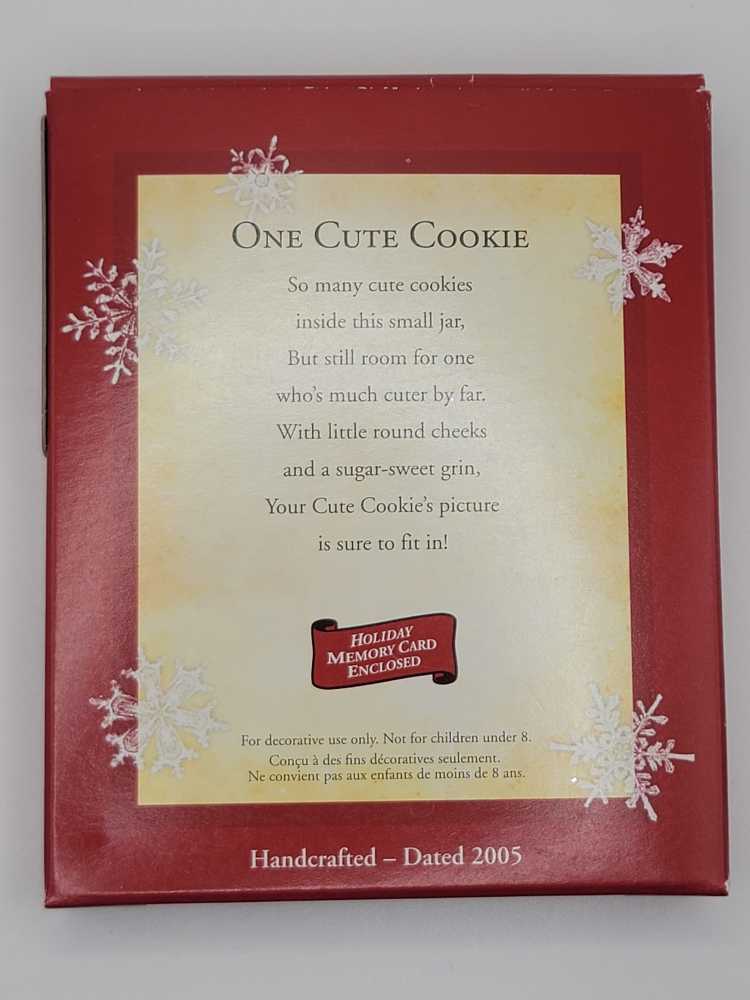 ONE CUTE COOKIE
So many cute cookies
inside this small jar,
But still room for one
who's much cuter by far.
With little round cheeks
and a sugar-sweet grin,
Your Cute Cookie's picture
is sure to fit in!
HOLIDAY
MEMORY CARD
ENCLOSED
For decorative use only. Not for children under 8.
Conçu à des fins décoratives seulement.
Ne convient pas aux enfants de moins de 8 ans.
Handcrafted – Dated 2005